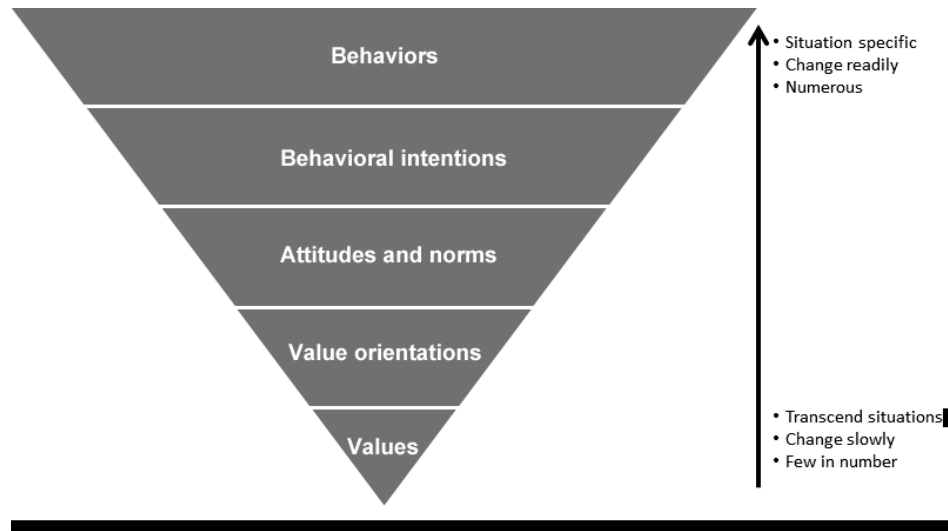 Behaviors
Behavioral intentions
Attitudes and norms
Value orientations
Values
• Situation specific
• Change readily
• Numerous
• Transcend situations
• Change slowly
• Few in number